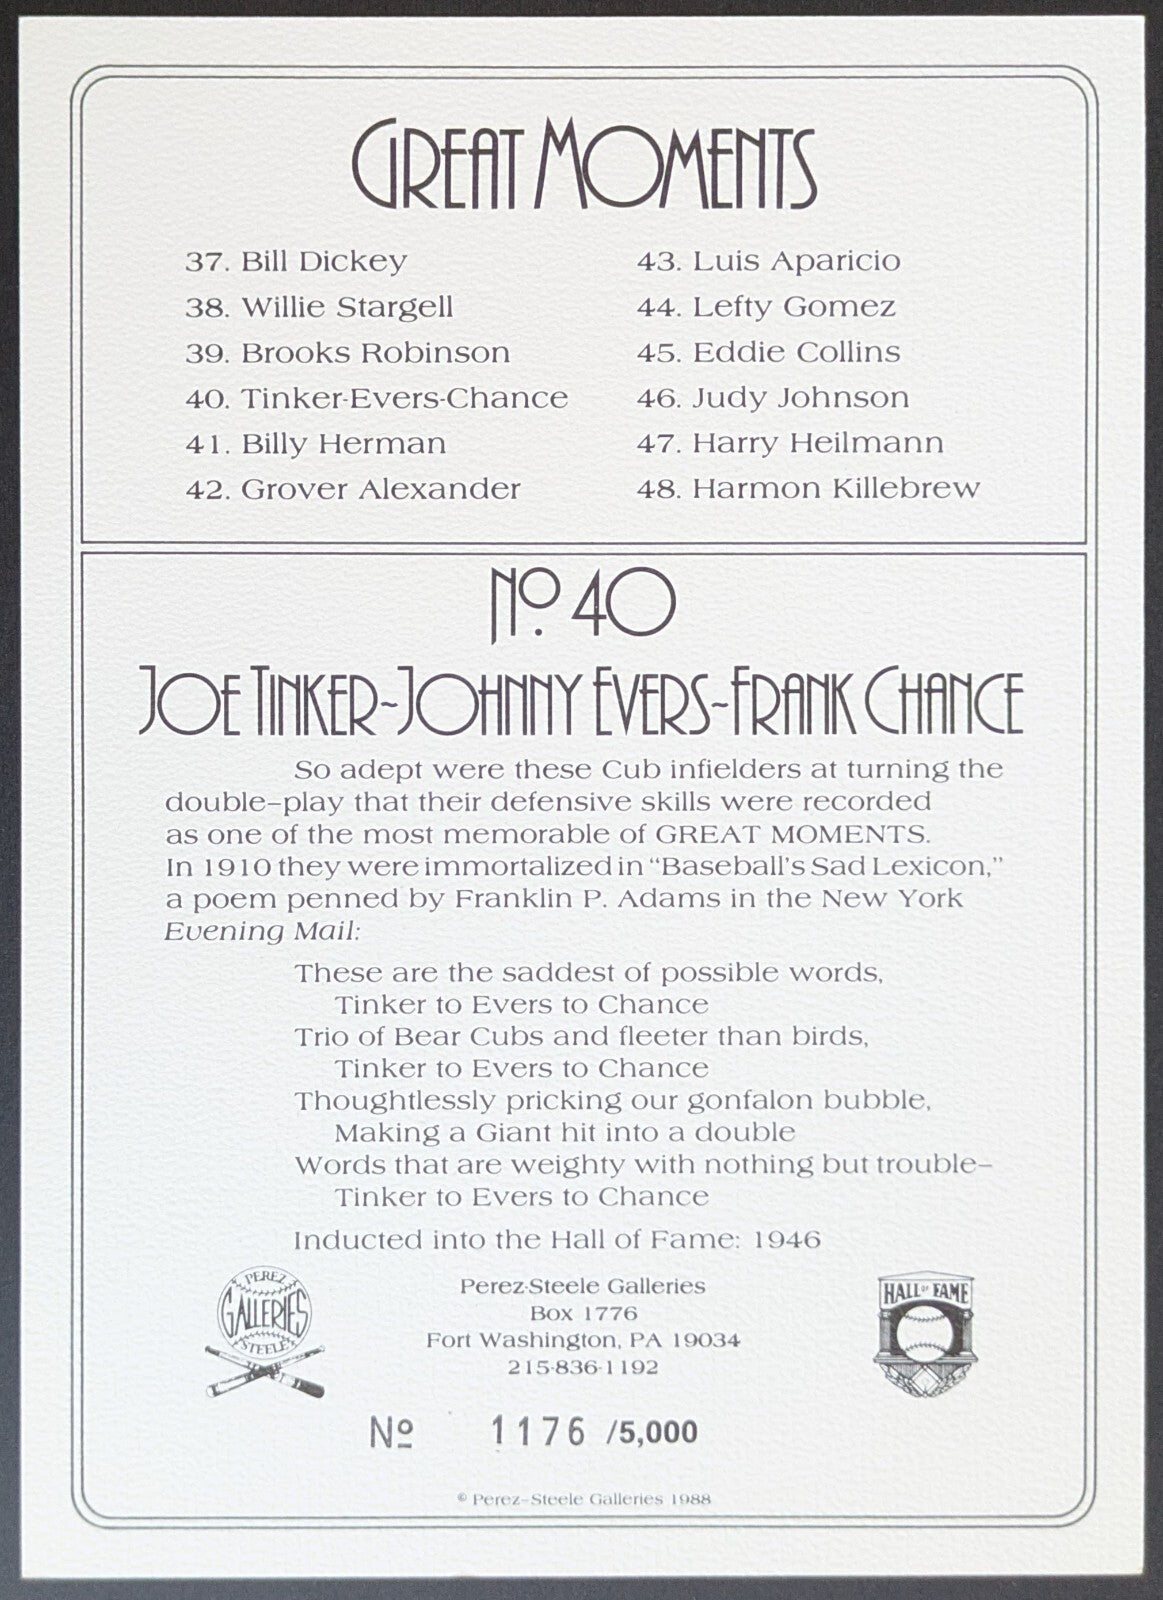 GREAT MOMENTS
37. Bill Dickey
38. Willie Stargell
39. Brooks Robinson
40. Tinker-Evers-Chance
41. Billy Herman
42. Grover Alexander
43. Luis Aparicio
44. Lefty Gomez
45. Eddie Collins
46. Judy Johnson
47. Harry Heilmann
48. Harmon Killebrew
Nº. 40
JOE TINKER~JOHNNY EVERS~FRANK CHANCE
So adept were these Cub infielders at turning the
double–play that their defensive skills were recorded
as one of the most memorable of GREAT MOMENTS.
In 1910 they were immortalized in “Baseball’s Sad Lexicon,”
a poem penned by Franklin P. Adams in the New York
Evening Mail:
These are the saddest of possible words,
Tinker to Evers to Chance
Trio of Bear Cubs and fleeter than birds,
Tinker to Evers to Chance
Thoughtlessly pricking our gonfalon bubble,
Making a Giant hit into a double
Words that are weighty with nothing but trouble–
Tinker to Evers to Chance
Inducted into the Hall of Fame: 1946
PEREZ
GALLERIES
STEELE
Perez-Steele Galleries
Box 1776
Fort Washington, PA 19034
215-836-1192
HALL OF FAME
Nº 1176 /5,000
© Perez–Steele Galleries 1988